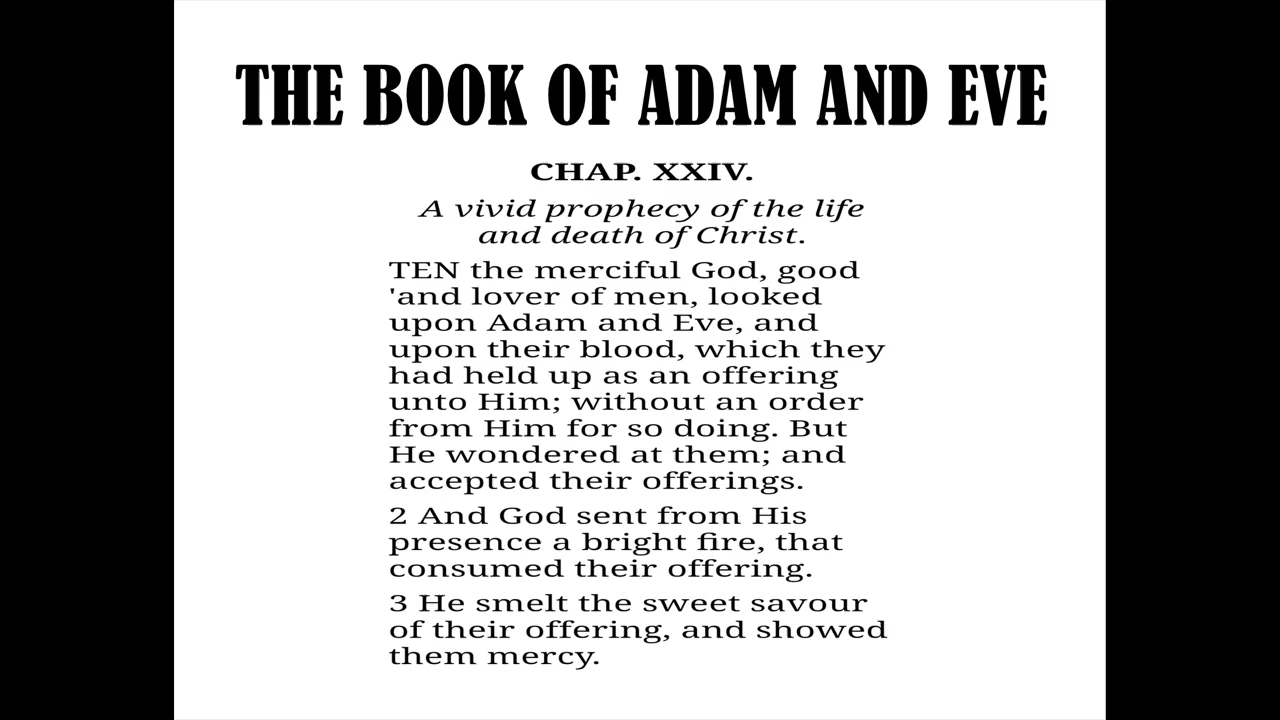 THE BOOK OF ADAM AND EVE
CHAP. XXIV.
A vivid prophecy of the life
and death of Christ.
TEN the merciful God, good
'and lover of men, looked
upon Adam and Eve, and
upon their blood, which they
had held up as an offering
unto Him; without an order
from Him for so doing. But
He wondered at them; and
accepted their offerings.
2 And God sent from His
presence a bright fire, that
consumed their offering.
3 He smelt the sweet savour
of their offering, and showed
them mercy.